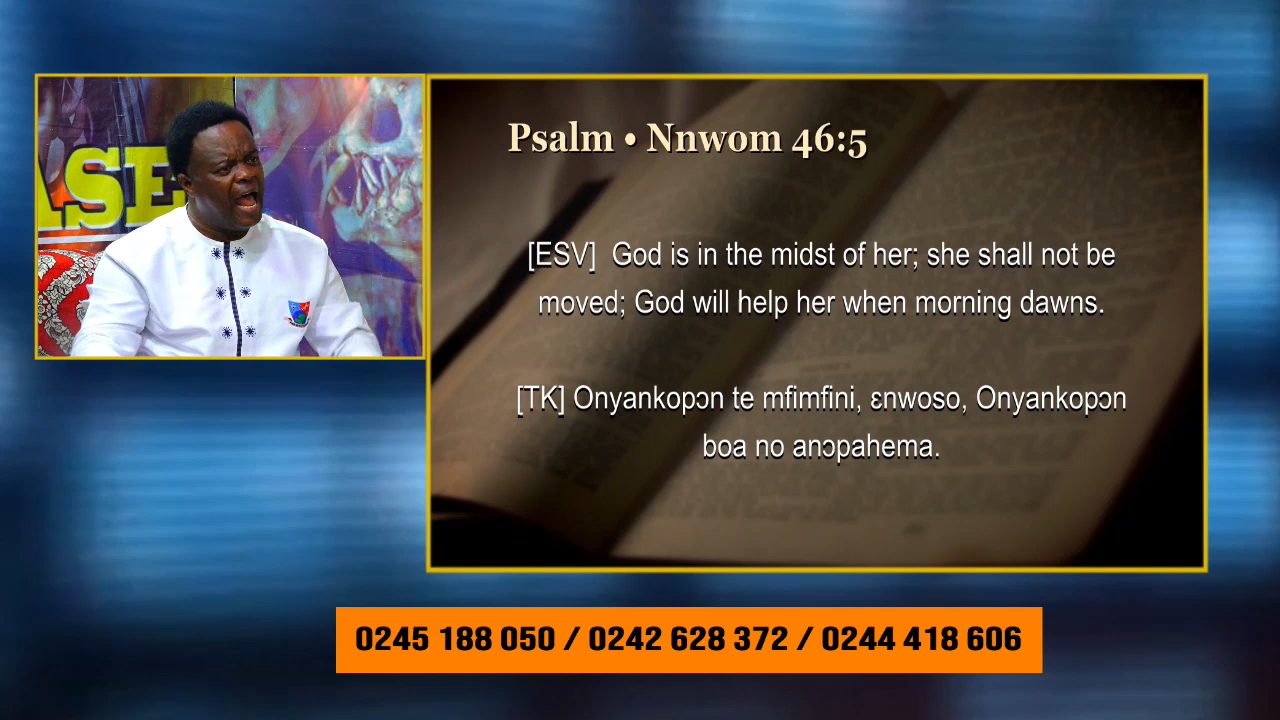 ASE
Psalm • Nnwom 46:5
[ESV] God is in the midst of her; she shall not be
moved; God will help her when morning dawns.
[TK] Onyankopɔn te mfimfini, ɛnwoso, Onyankopɔn
boa no anɔpahema.
0245 188 050 / 0242 628 372 / 0244 418 606